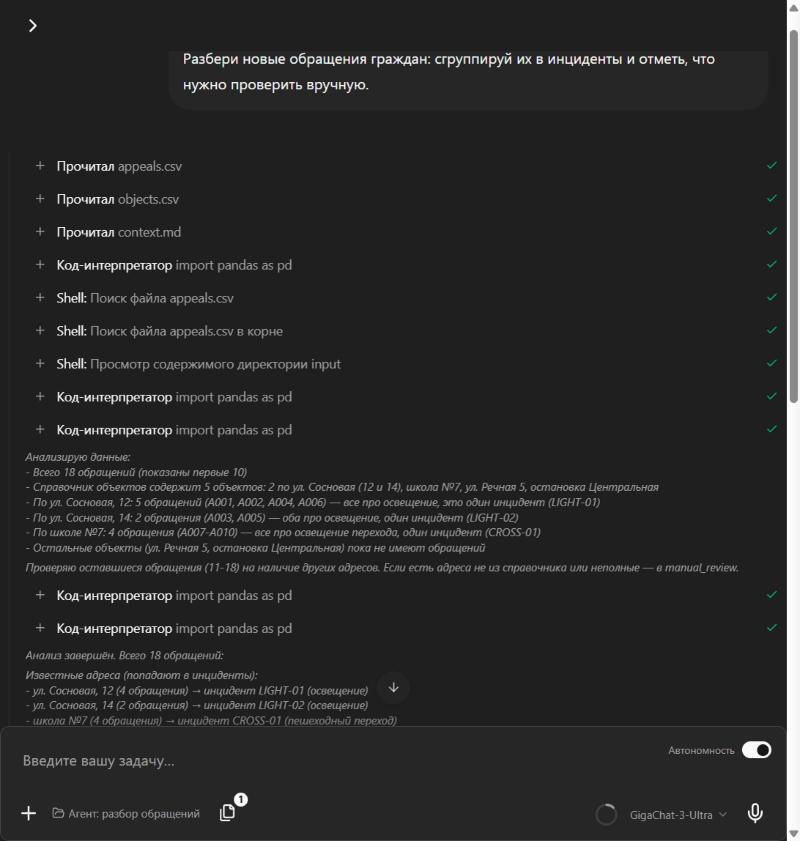 Разбери новые обращения граждан: сгруппируй их в инциденты и отметь, что
нужно проверить вручную.
Прочитал appeals.csv
Прочитал objects.csv
Прочитал context.md
Код-интерпретатор import pandas as pd
Shell: Поиск файла appeals.csv
Shell: Поиск файла appeals.csv в корне
Shell: Просмотр содержимого директории input
Код-интерпретатор import pandas as pd
Код-интерпретатор import pandas as pd
Анализирую данные:
- Всего 18 обращений (показаны первые 10)
- Справочник объектов содержит 5 объектов: 2 по ул. Сосновая (12 и 14), школа №7, ул. Речная 5, остановка Центральная
- По ул. Сосновая, 12: 5 обращений (A001, A002, A004, A006) — все про освещение, это один инцидент (LIGHT-01)
- По ул. Сосновая, 14: 2 обращения (A003, A005) — оба про освещение, один инцидент (LIGHT-02)
- По школе №7: 4 обращения (A007-A010) — все про освещение перехода, один инцидент (CROSS-01)
- Остальные объекты (ул. Речная 5, остановка Центральная) пока не имеют обращений
Проверяю оставшиеся обращения (11-18) на наличие других адресов. Если есть адреса не из справочника или неполные — в manual_review.
Код-интерпретатор import pandas as pd
Код-интерпретатор import pandas as pd
Анализ завершён. Всего 18 обращений:
Известные адреса (попадают в инциденты):
- ул. Сосновая, 12 (4 обращения) → инцидент LIGHT-01 (освещение)
- ул. Сосновая, 14 (2 обращения) → инцидент LIGHT-02 (освещение)
- школа №7 (4 обращения) → инцидент CROSS-01 (пешеходный переход)
Автономность
Введите вашу задачу...
Агент: разбор обращений
1
GigaChat-3-Ultra